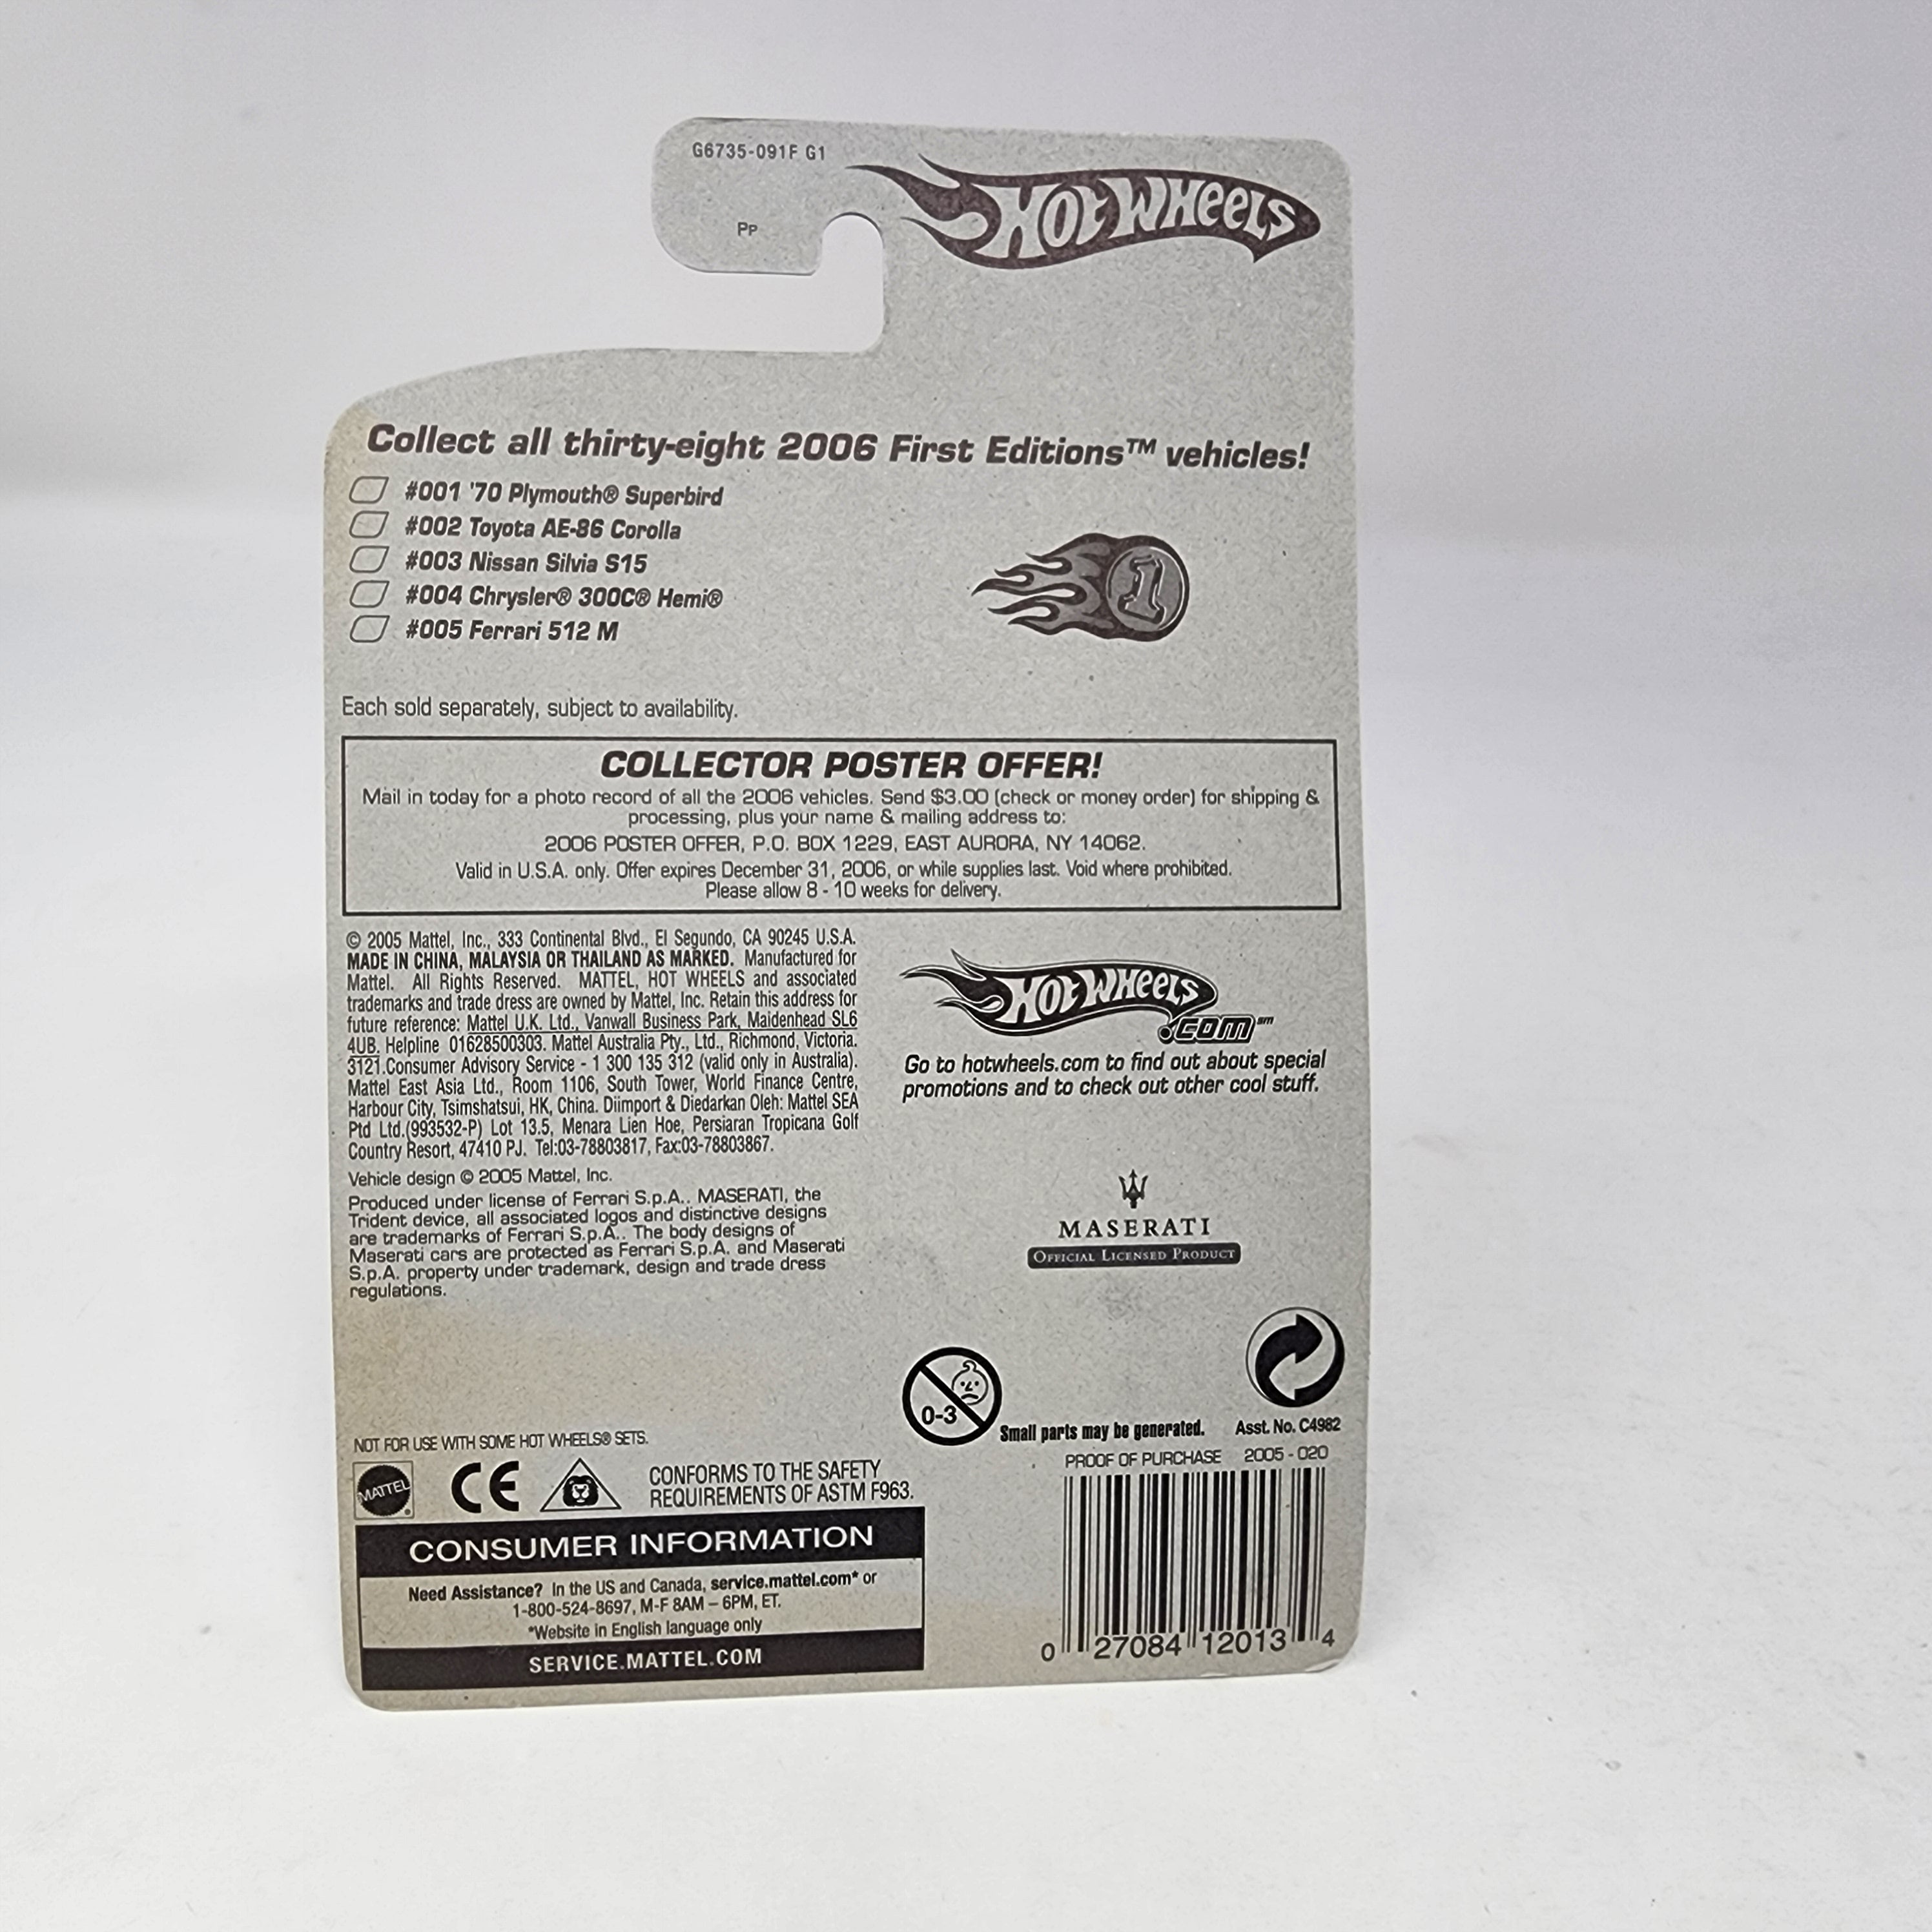 G6735-091F G1
Pp
HOT WHEELS
Collect all thirty-eight 2006 First Editions™ vehicles!
#001 '70 Plymouth® Superbird
#002 Toyota AE-86 Corolla
#003 Nissan Silvia S15
#004 Chrysler® 300C® Hemi®
#005 Ferrari 512 M
1
Each sold separately, subject to availability.
COLLECTOR POSTER OFFER!
Mail in today for a photo record of all the 2006 vehicles. Send $3.00 (check or money order) for shipping &
processing, plus your name & mailing address to:
2006 POSTER OFFER, P.O. BOX 1229, EAST AURORA, NY 14062.
Valid in U.S.A. only. Offer expires December 31, 2006, or while supplies last. Void where prohibited.
Please allow 8 - 10 weeks for delivery.
© 2005 Mattel, Inc., 333 Continental Blvd., El Segundo, CA 90245 U.S.A.
MADE IN CHINA, MALAYSIA OR THAILAND AS MARKED. Manufactured for
Mattel. All Rights Reserved. MATTEL, HOT WHEELS and associated
trademarks and trade dress are owned by Mattel, Inc. Retain this address for
future reference: Mattel U.K. Ltd., Vanwall Business Park, Maidenhead SL6
4UB. Helpline 01628500303. Mattel Australia Pty., Ltd., Richmond, Victoria.
3121.Consumer Advisory Service - 1 300 135 312 (valid only in Australia).
Mattel East Asia Ltd., Room 1106, South Tower, World Finance Centre,
Harbour City, Tsimshatsui, HK, China. Diimport & Diedarkan Oleh: Mattel SEA
Ptd Ltd.(993532-P) Lot 13.5, Menara Lien Hoe, Persiaran Tropicana Golf
Country Resort, 47410 PJ. Tel:03-78803817, Fax:03-78803867.
Vehicle design © 2005 Mattel, Inc.
Produced under license of Ferrari S.p.A.. MASERATI, the
Trident device, all associated logos and distinctive designs
are trademarks of Ferrari S.p.A.. The body designs of
Maserati cars are protected as Ferrari S.p.A. and Maserati
S.p.A. property under trademark, design and trade dress
regulations.
HOT WHEELS
.COM℠
Go to hotwheels.com to find out about special
promotions and to check out other cool stuff.
MASERATI
OFFICIAL LICENSED PRODUCT
0-3
Small parts may be generated.
Asst. No. C4982
NOT FOR USE WITH SOME HOT WHEELS® SETS.
MATTEL®
CE
CONFORMS TO THE SAFETY
REQUIREMENTS OF ASTM F963.
PROOF OF PURCHASE 2005 - 020
CONSUMER INFORMATION
Need Assistance? In the US and Canada, service.mattel.com* or
1-800-524-8697, M-F 8AM – 6PM, ET.
*Website in English language only
SERVICE.MATTEL.COM
0 27084 12013 4